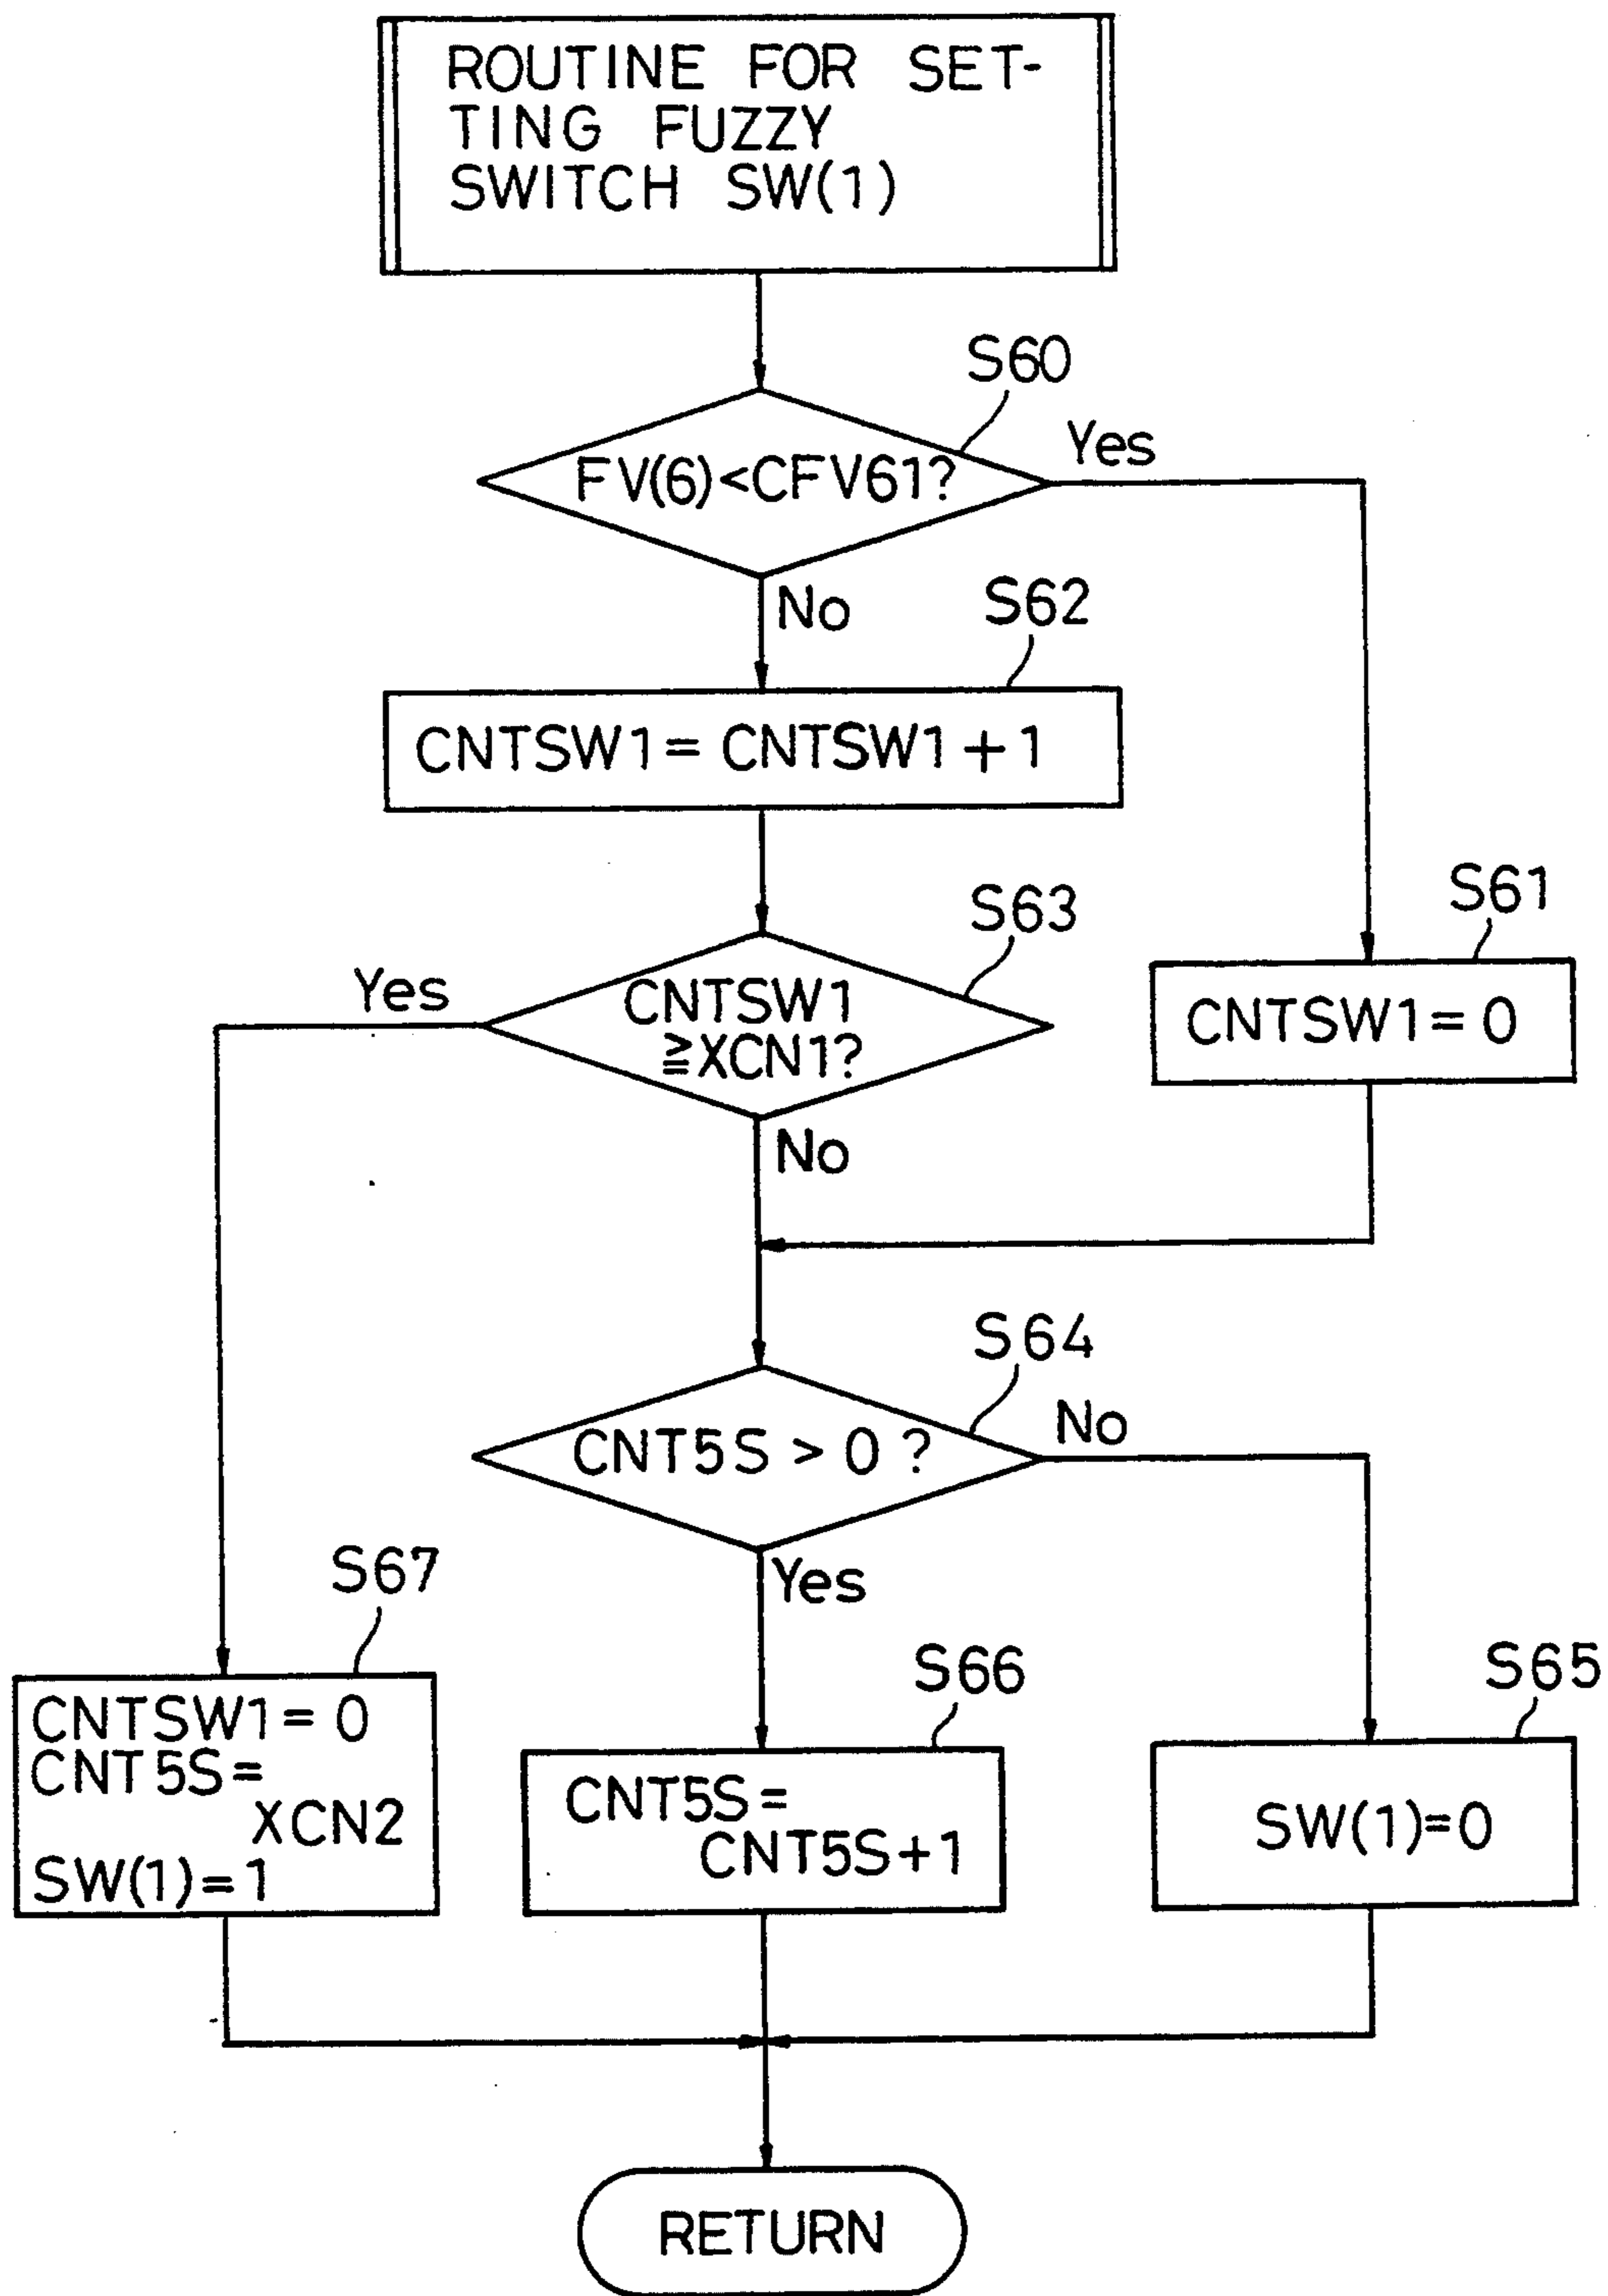 ROUTINE FOR SET-
TING FUZZY
SWITCH SW(1)
S60
FV(6)<CFV61?
Yes
No
S62
CNTSW1=CNTSW1+1
S63
CNTSW1
≧XCN1?
Yes
No
S61
CNTSW1=0
S64
CNT5S>0?
No
Yes
S67
CNTSW1=0
CNT5S=
XCN2
SW(1)=1
S66
CNT5S=
CNT5S+1
S65
SW(1)=0
RETURN